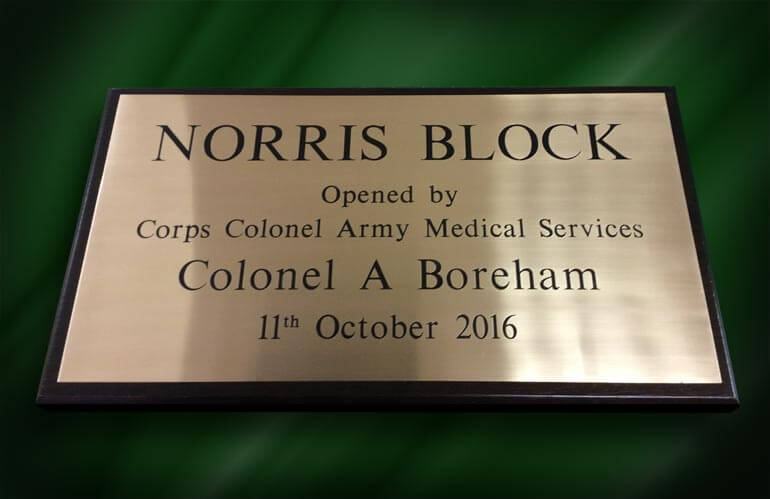 NORRIS BLOCK
Opened by
Corps Colonel Army Medical Services
Colonel A Boreham
11th October 2016